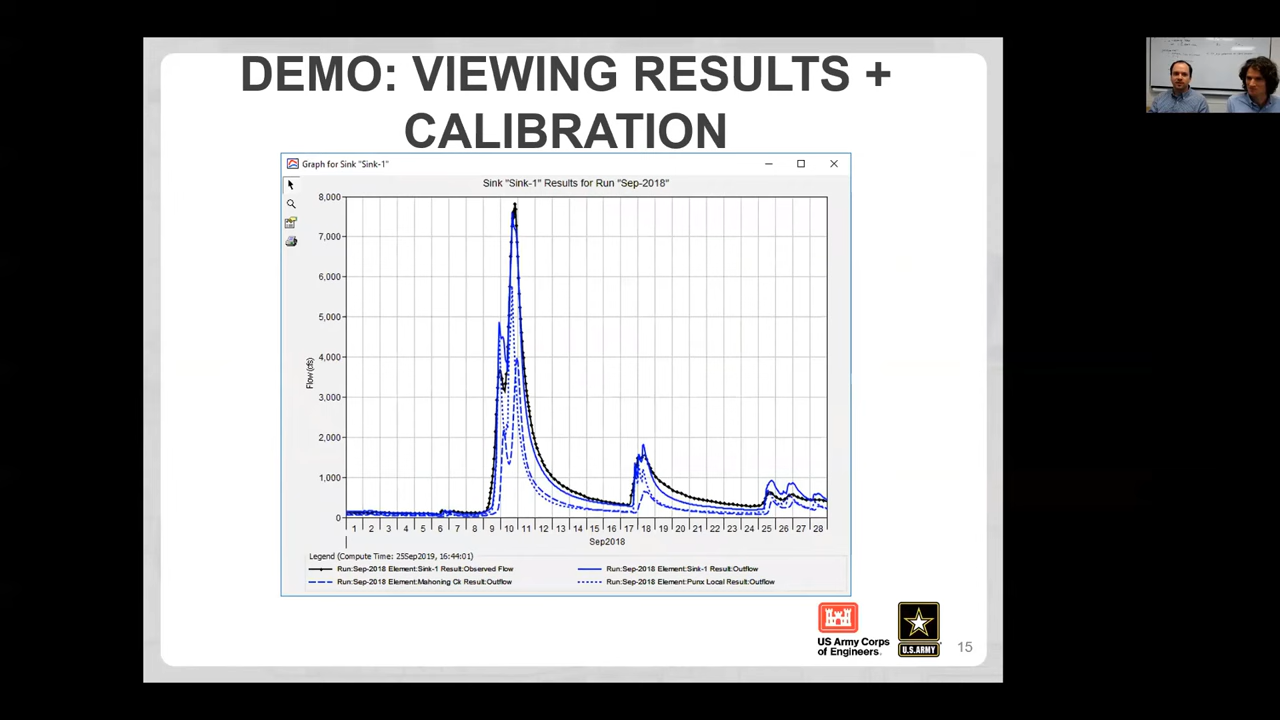 DEMO: VIEWING RESULTS +
CALIBRATION
Graph for Sink "Sink-1"
Sink "Sink-1" Results for Run "Sep-2018"
8,000
7,000
6,000
5,000
4,000
3,000
2,000
1,000
0
Flow (cfs)
1 2 3 4 5 6 7 8 9 10 11 12 13 14 15 16 17 18 19 20 21 22 23 24 25 26 27 28
Sep2018
Legend (Compute Time: 25Sep2019, 16:44:01)
Run:Sep-2018 Element:Sink-1 Result:Observed Flow
Run:Sep-2018 Element:Sink-1 Result:Outflow
Run:Sep-2018 Element:Mahoning Ck Result:Outflow
Run:Sep-2018 Element:Punx Local Result:Outflow
US Army Corps
of Engineers®
U.S.ARMY
15